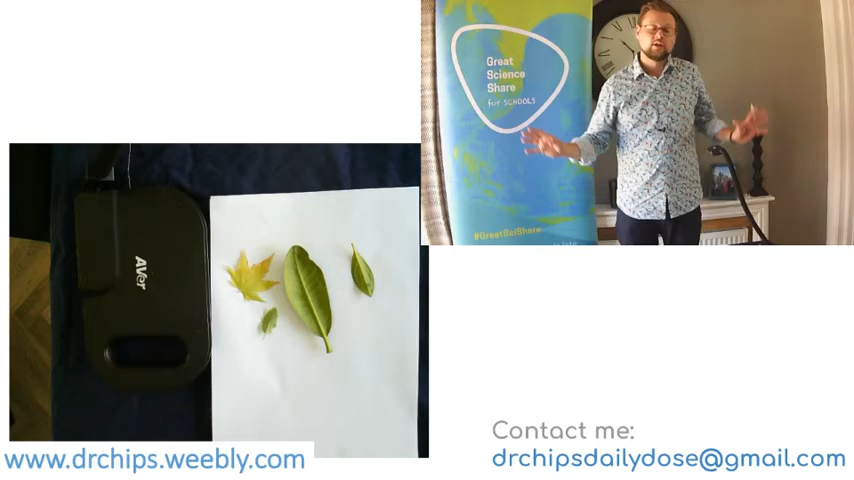 Great
Science
Share
for SCHOOLS
#GreatSciShare
AVer
www.drchips.weebly.com
Contact me:
drchipsdailydose@gmail.com